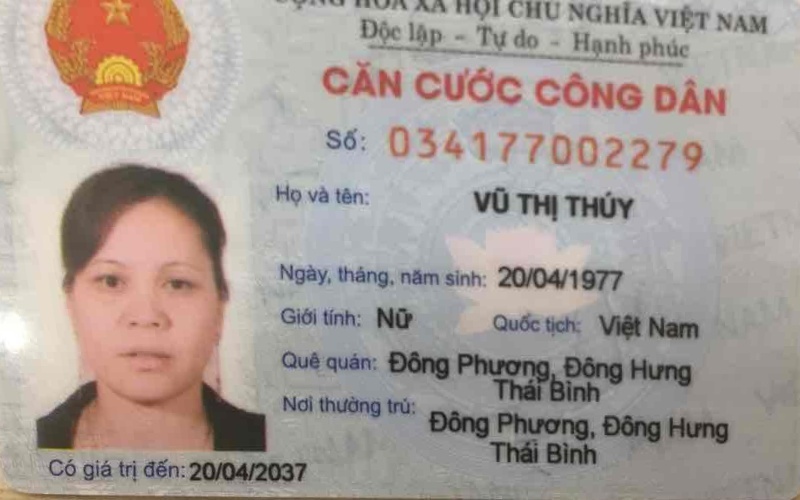 CỘNG HÒA XÃ HỘI CHỦ NGHĨA VIỆT NAM
Độc lập - Tự do - Hạnh phúc
CĂN CƯỚC CÔNG DÂN
Số: 034177002279
Họ và tên: VŨ THỊ THÚY
Ngày, tháng, năm sinh: 20/04/1977
Giới tính: Nữ Quốc tịch: Việt Nam
Quê quán: Đông Phương, Đông Hưng
Thái Bình
Nơi thường trú: Đông Phương, Đông Hưng
Thái Bình
Có giá trị đến: 20/04/2037